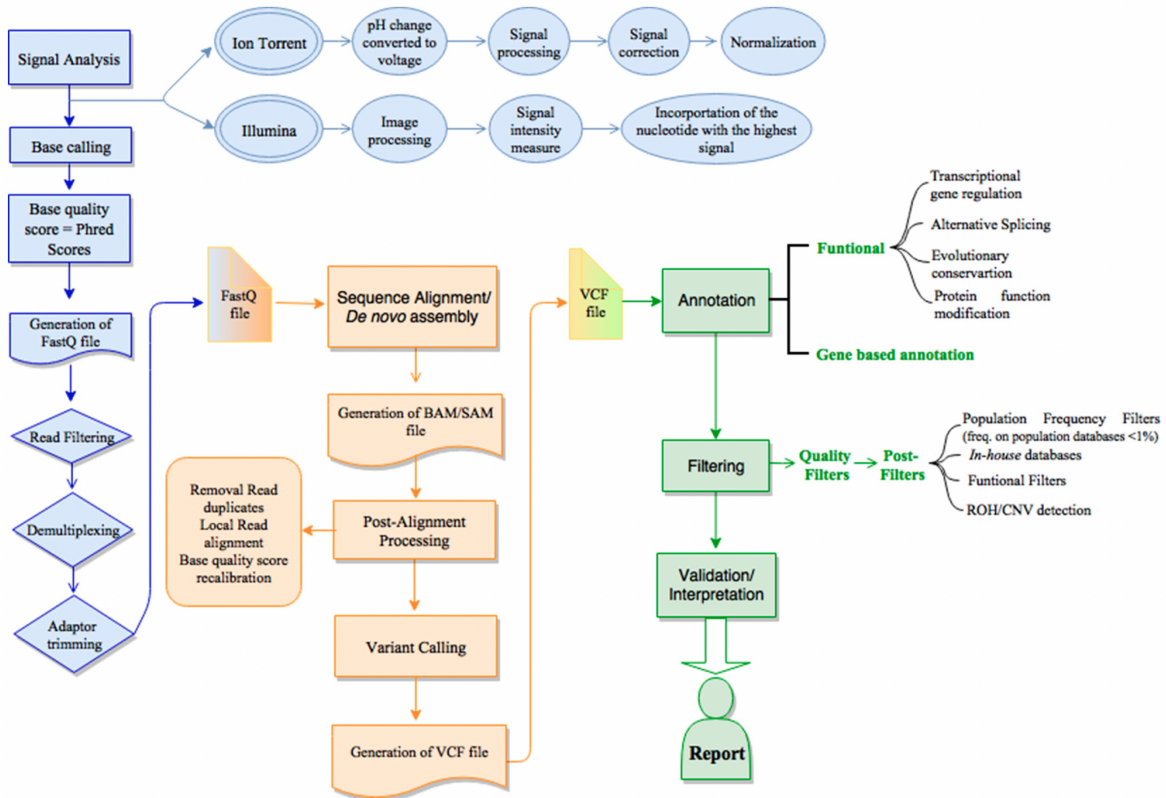 Signal Analysis
Ion Torrent
pH change
converted to
voltage
Signal
processing
Signal
correction
Normalization
Illumina
Image
processing
Signal
intensity
measure
Incorportation of the
nucleotide with the highest
signal
Base calling
Base quality
score = Phred
Scores
Generation of
FastQ file
Read Filtering
Demultiplexing
Adaptor
trimming
FastQ
file
Sequence Alignment/
De novo assembly
Generation of BAM/SAM
file
Post-Alignment
Processing
Removal Read
duplicates
Local Read
alignment
Base quality score
recalibration
Variant Calling
Generation of VCF file
VCF
file
Annotation
Funtional
Transcriptional
gene regulation
Alternative Splicing
Evolutionary
conservartion
Protein function
modification
Gene based annotation
Filtering
Quality
Filters
Post-
Filters
Population Frequency Filters
(freq. on population databases <1%)
In-house databases
Funtional Filters
ROH/CNV detection
Validation/
Interpretation
Report